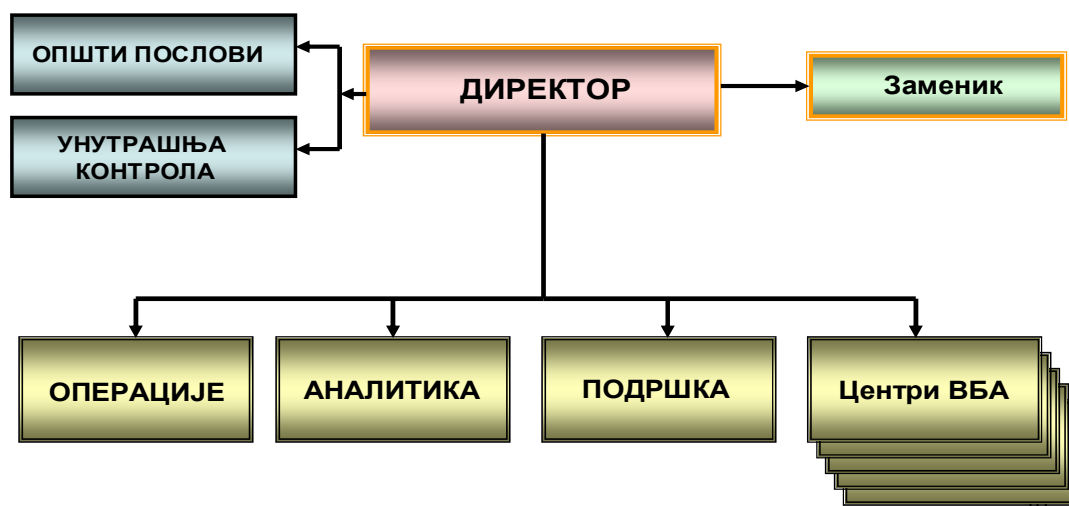 ОПШТИ ПОСЛОВИ
ДИРЕКТОР
Заменик
УНУТРАШЊА
КОНТРОЛА
ОПЕРАЦИЈЕ
АНАЛИТИКА
ПОДРШКА
Центри ВБА